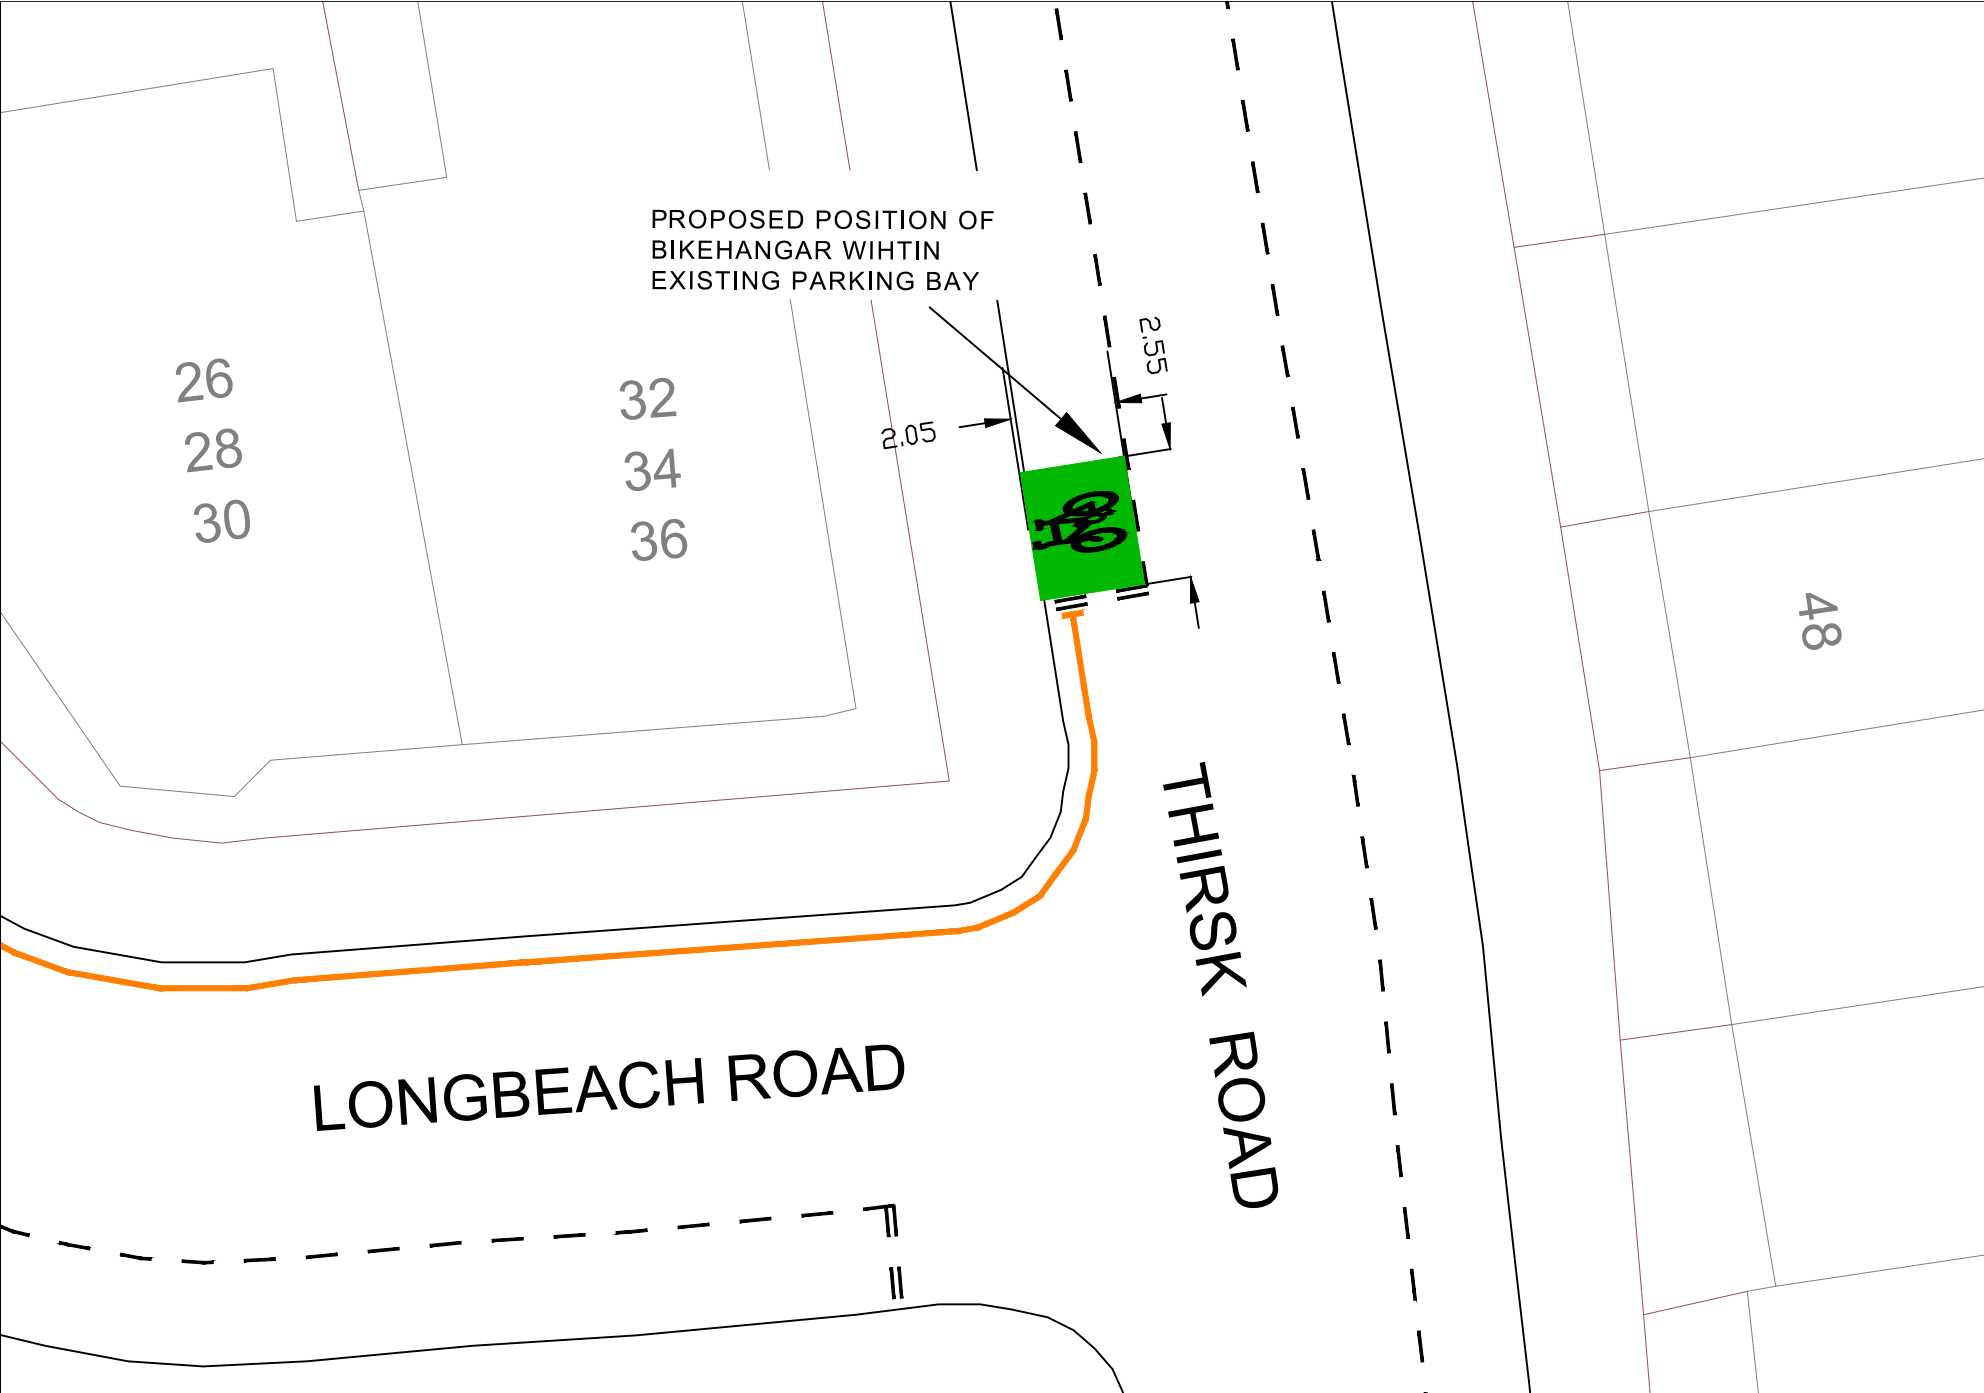 PROPOSED POSITION OF
BIKEHANGAR WIHTIN
EXISTING PARKING BAY
2.55
2.05
26
28
30
32
34
36
48
THIRSK ROAD
LONGBEACH ROAD